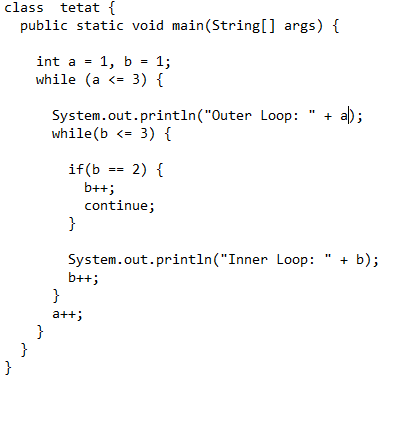 class  tetat {
  public static void main(String[] args) {
    int a = 1, b = 1;
    while (a <= 3) {
      System.out.println("Outer Loop: " + a);
      while(b <= 3) {
        if(b == 2) {
          b++;
          continue;
        }
        System.out.println("Inner Loop: " + b);
        b++;
      }
      a++;
    }
  }
}